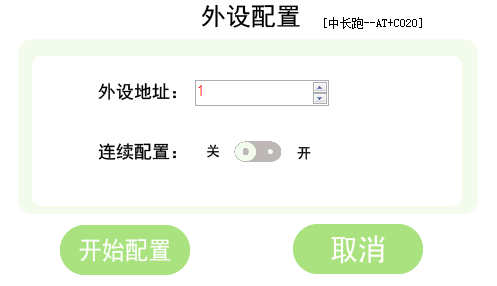 外设配置 [中长跑--AT+CO20]
外设地址： 1
连续配置： 关 开
开始配置 取消